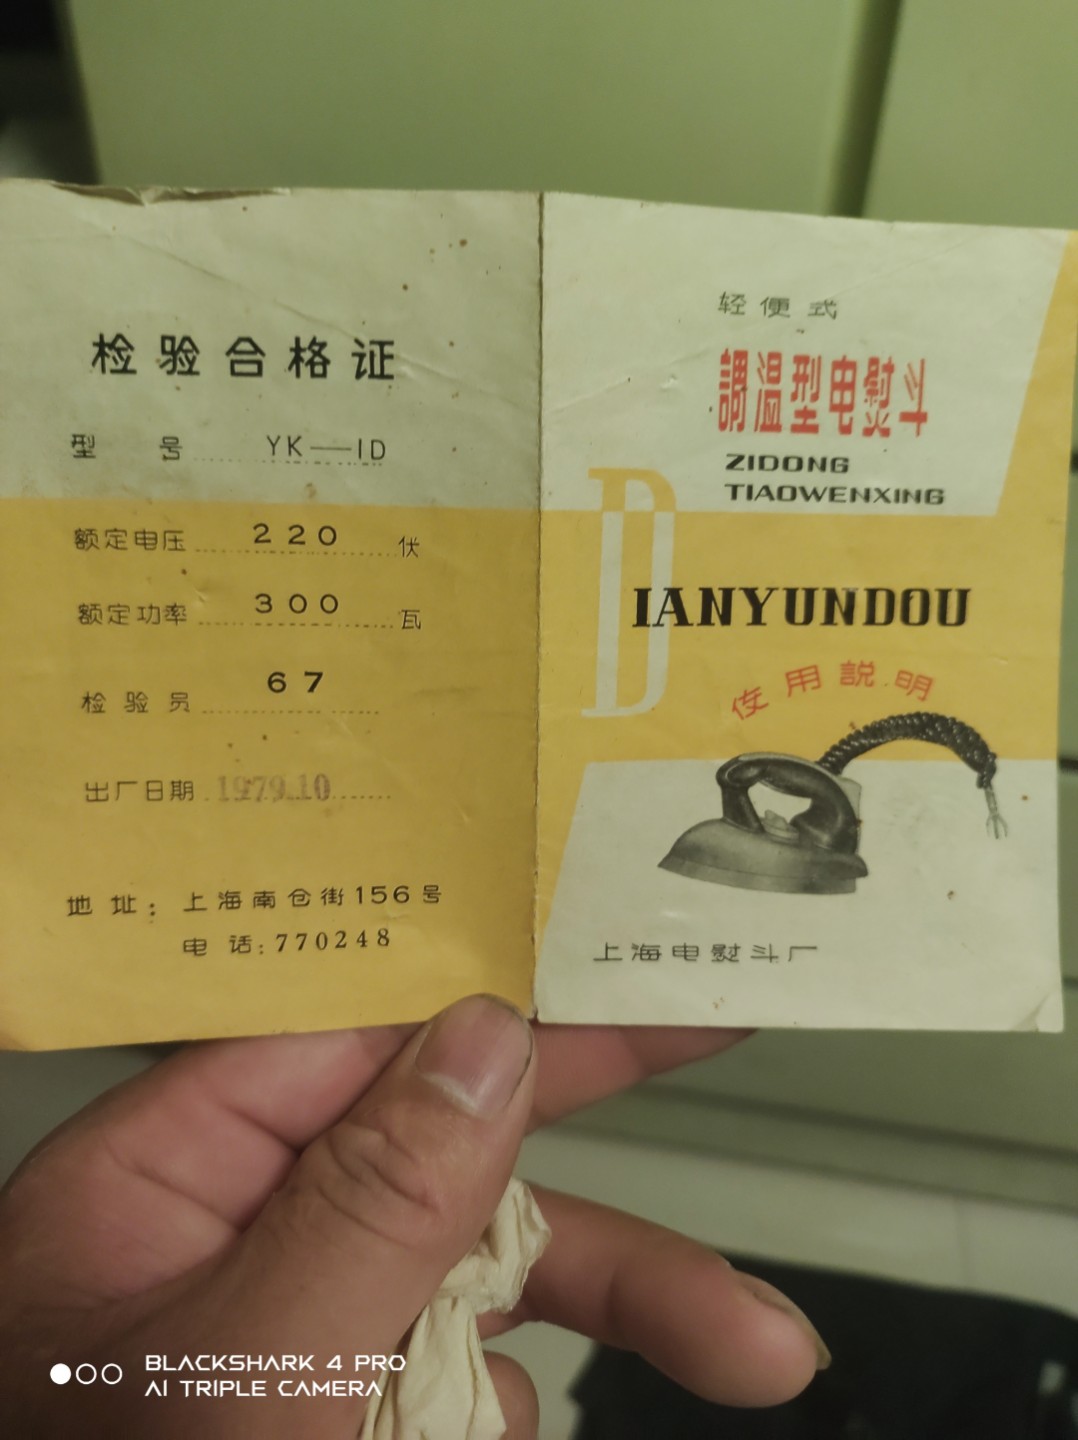 检验合格证
型号 YK—1D
额定电压 220 伏
额定功率 300 瓦
检验员 67
出厂日期 1979.10
地址: 上海南仓街156号
电话: 770248
轻便式
調温型电熨斗
ZIDONG
TIAOWENXING
DIANYUNDOU
使用説明
上海电熨斗厂
BLACKSHARK 4 PRO
AI TRIPLE CAMERA